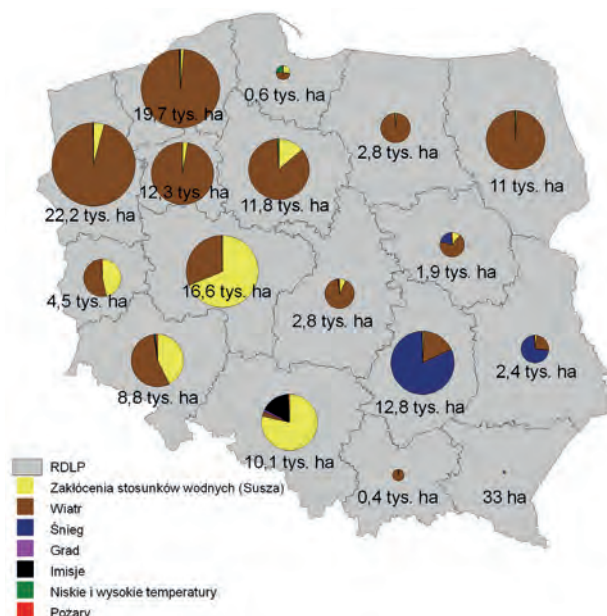 19,7 tys. ha
0,6 tys. ha
2,8 tys. ha
11 tys. ha
22,2 tys. ha
12,3 tys. ha
11,8 tys. ha
1,9 tys. ha
4,5 tys. ha
16,6 tys. ha
2,8 tys. ha
2,4 tys. ha
8,8 tys. ha
12,8 tys. ha
10,1 tys. ha
0,4 tys. ha
33 ha
RDLP
Zakłócenia stosunków wodnych (Susza)
Wiatr
Śnieg
Grad
Imisje
Niskie i wysokie temperatury
Pożary